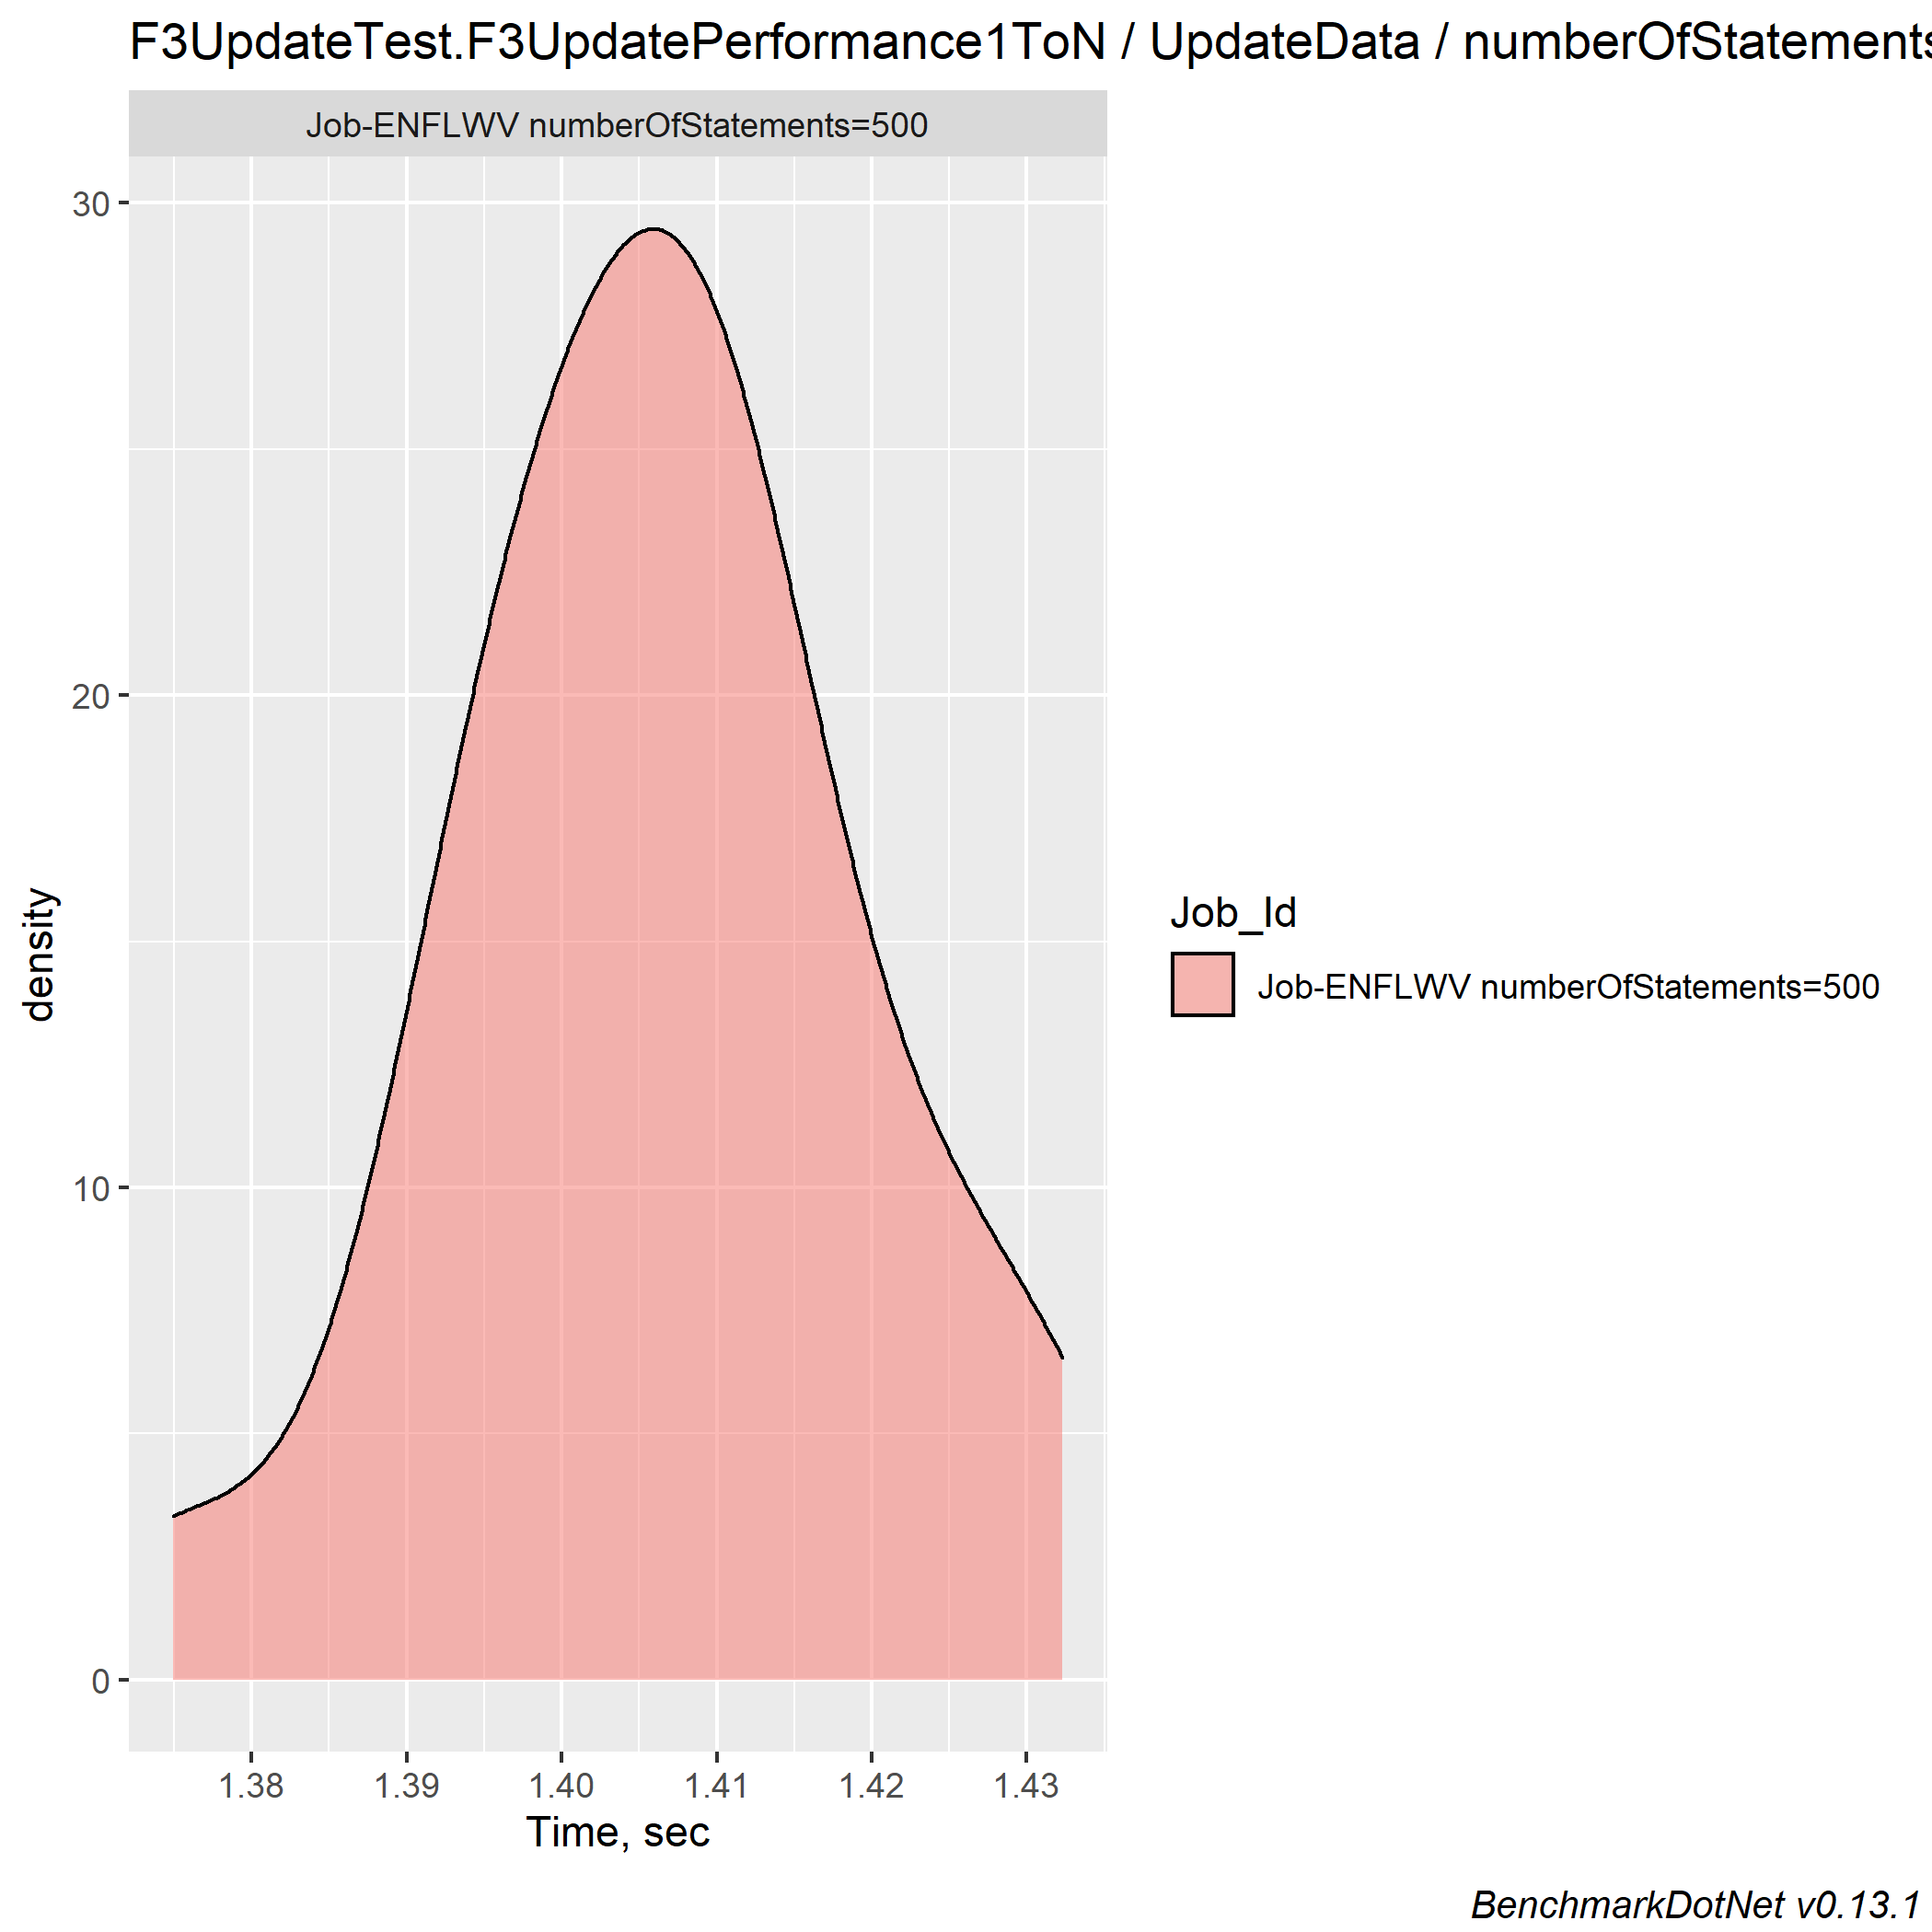 F3UpdateTest.F3UpdatePerformance1ToN / UpdateData / numberOfStatements
Job-ENFLWV numberOfStatements=500
30
20
10
0
density
1.38 1.39 1.40 1.41 1.42 1.43
Time, sec
Job_Id
Job-ENFLWV numberOfStatements=500
BenchmarkDotNet v0.13.1